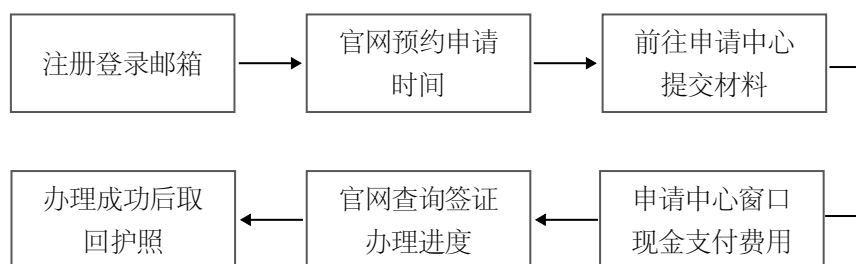 注册登录邮箱
官网预约申请
时间
前往申请中心
提交材料
申请中心窗口
现金支付费用
官网查询签证
办理进度
办理成功后取
回护照